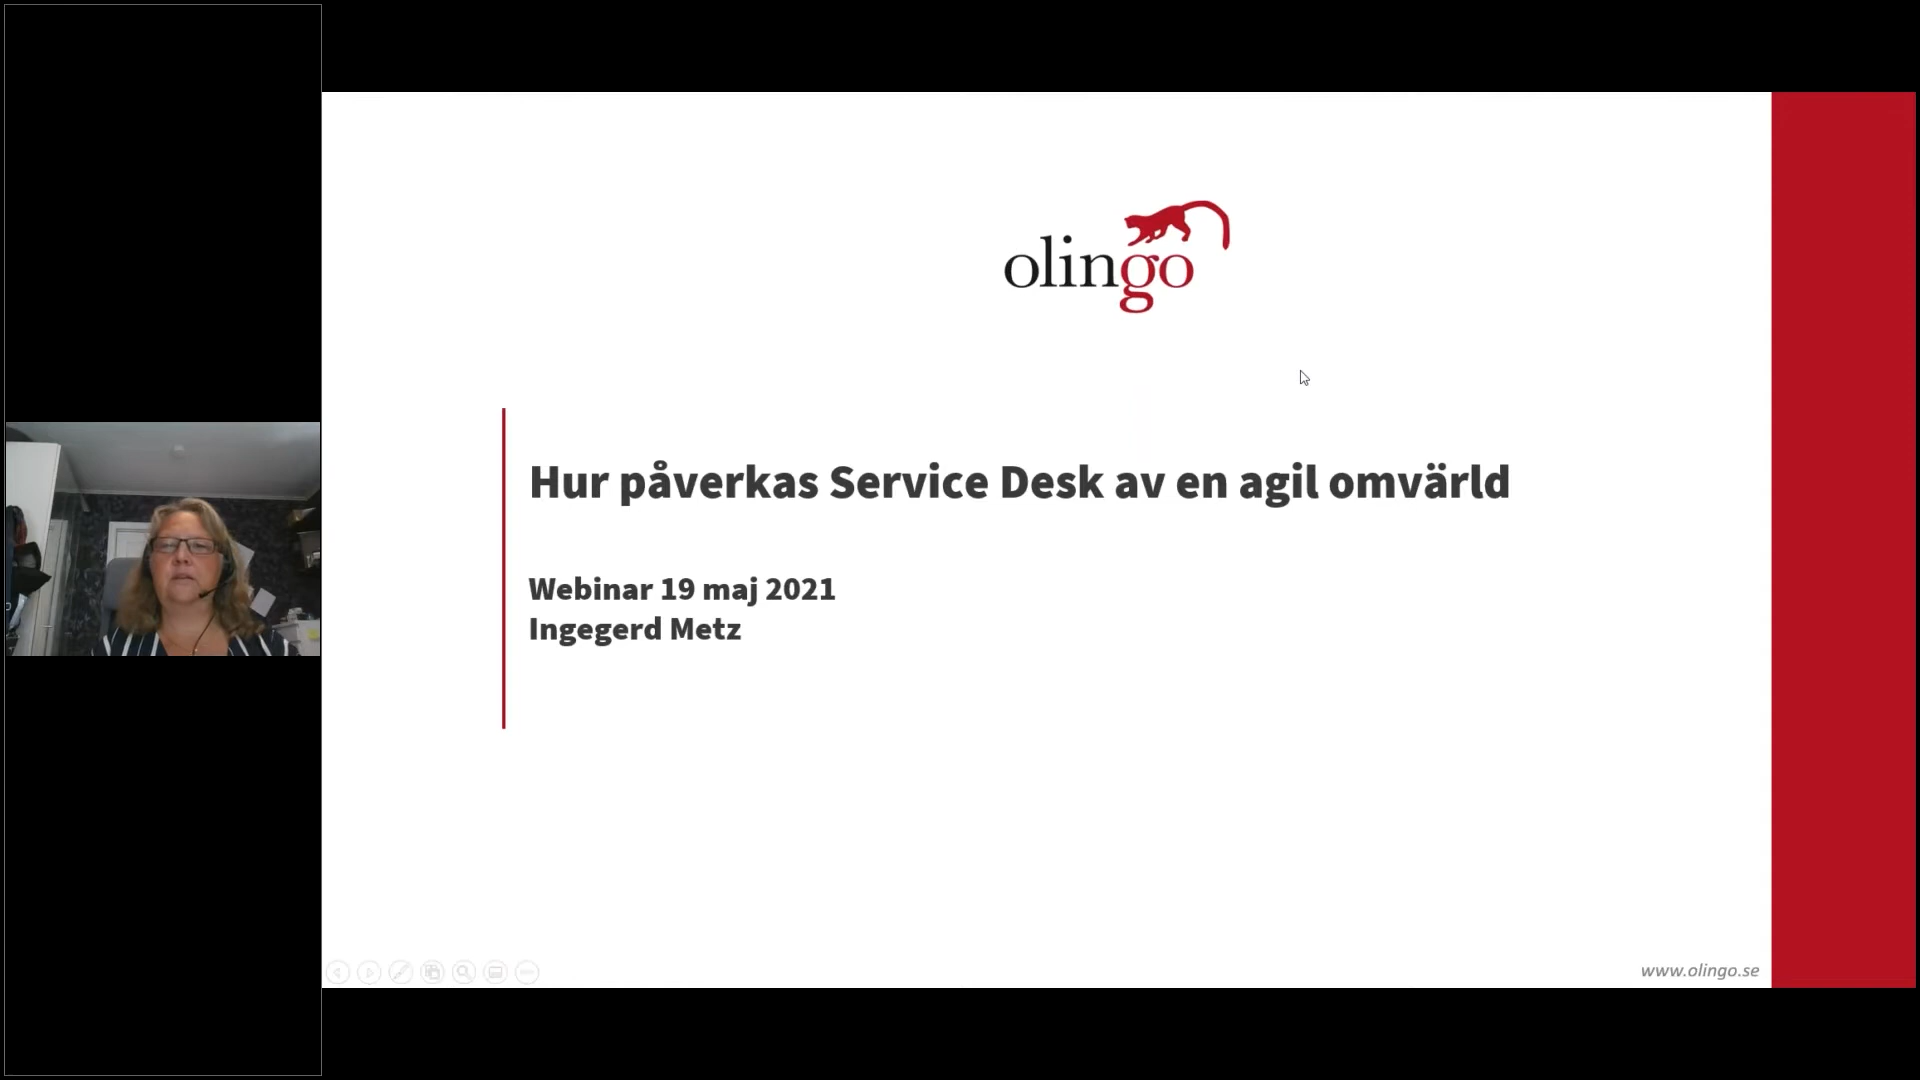 olingo
Hur påverkas Service Desk av en agil omvärld
Webinar 19 maj 2021
Ingegerd Metz
www.olingo.se